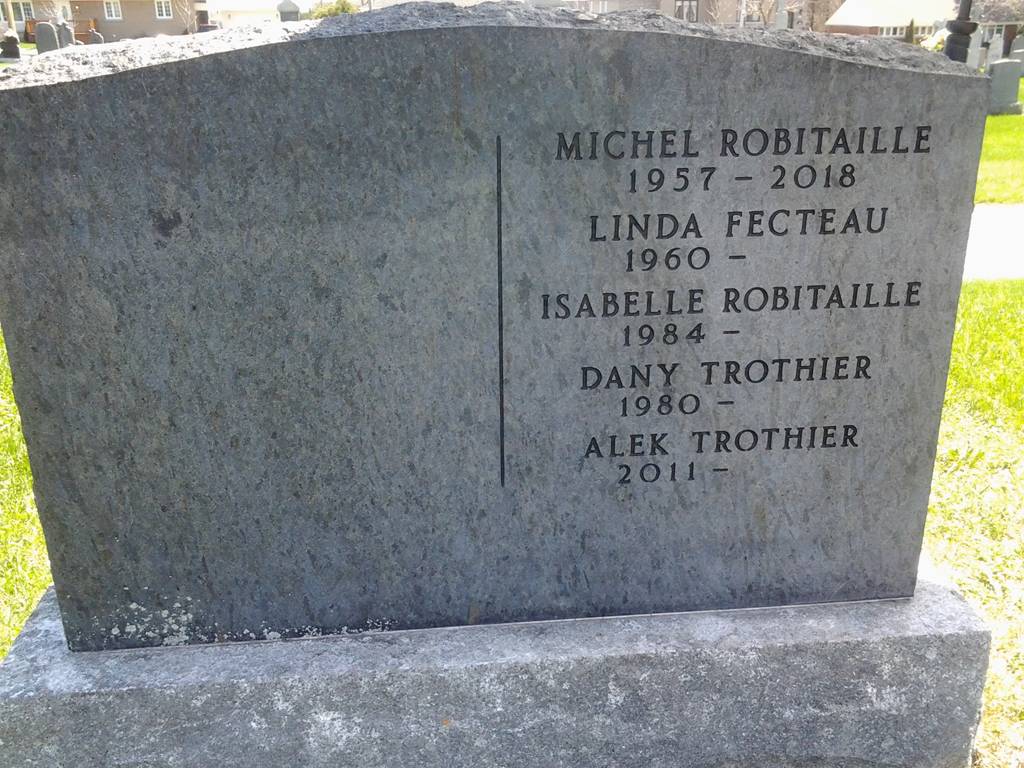 MICHEL ROBITAILLE
1957 – 2018
LINDA FECTEAU
1960 –
ISABELLE ROBITAILLE
1984 –
DANY TROTHIER
1980 –
ALEK TROTHIER
2011 –